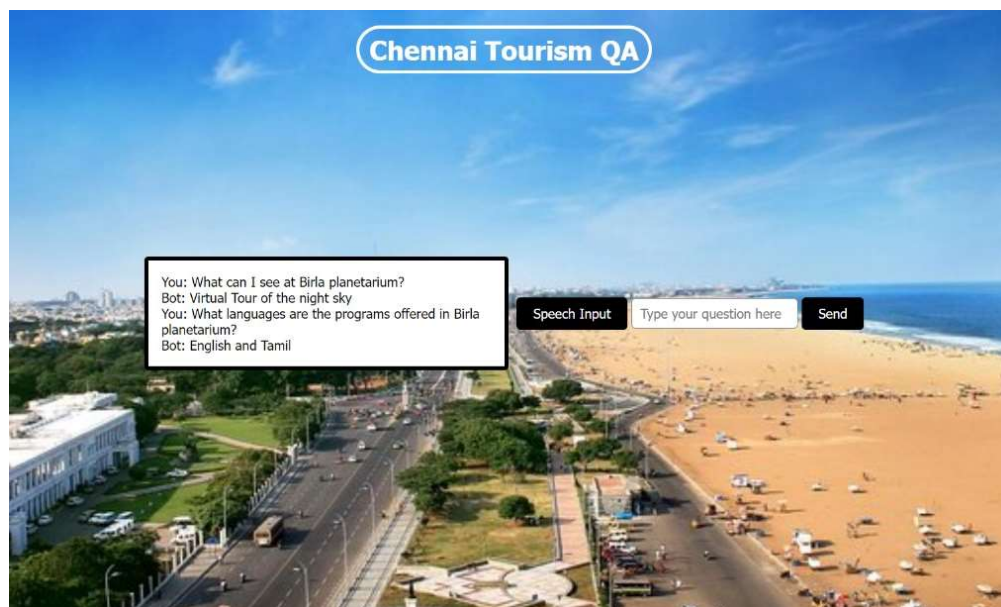 Chennai Tourism QA
You: What can I see at Birla planetarium?
Bot: Virtual Tour of the night sky
You: What languages are the programs offered in Birla
planetarium?
Bot: English and Tamil
Speech Input
Type your question here
Send